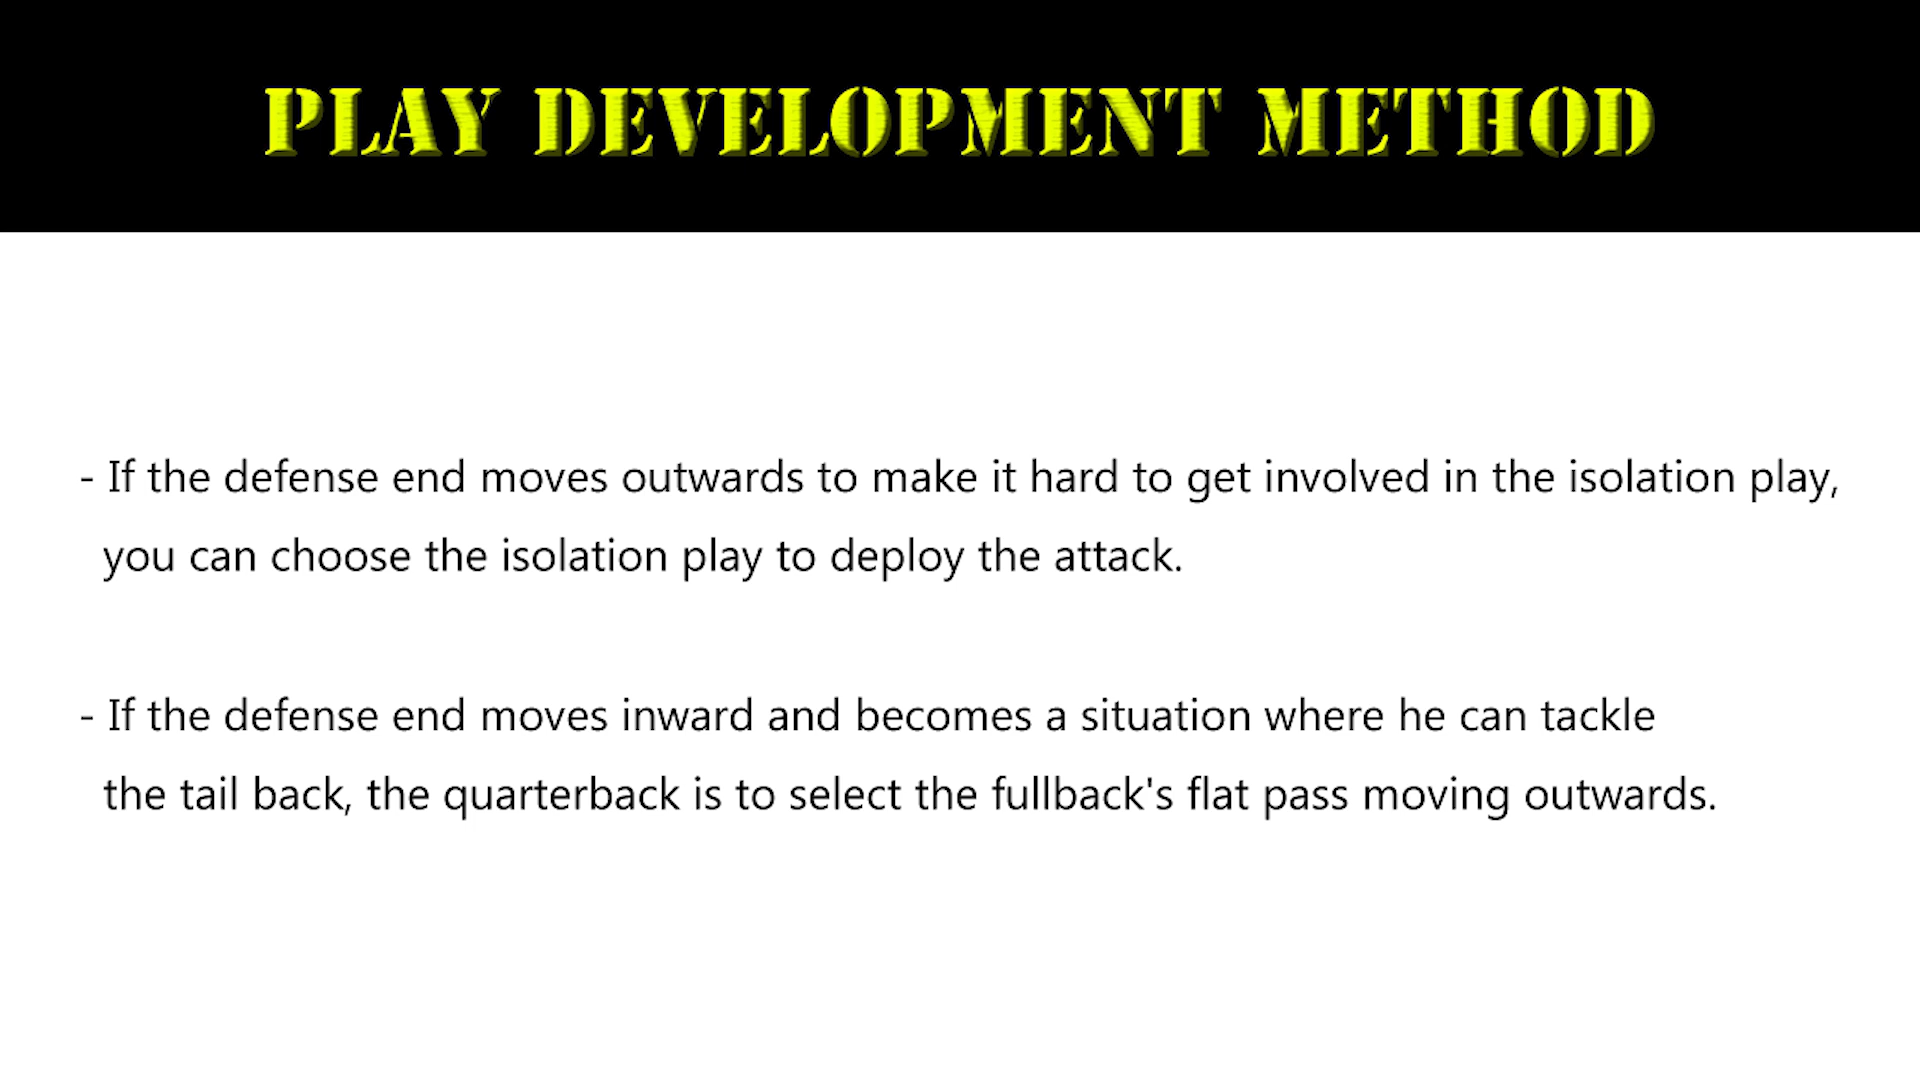 PLAY DEVELOPMENT METHOD
- If the defense end moves outwards to make it hard to get involved in the isolation play,
you can choose the isolation play to deploy the attack.
- If the defense end moves inward and becomes a situation where he can tackle
the tail back, the quarterback is to select the fullback's flat pass moving outwards.